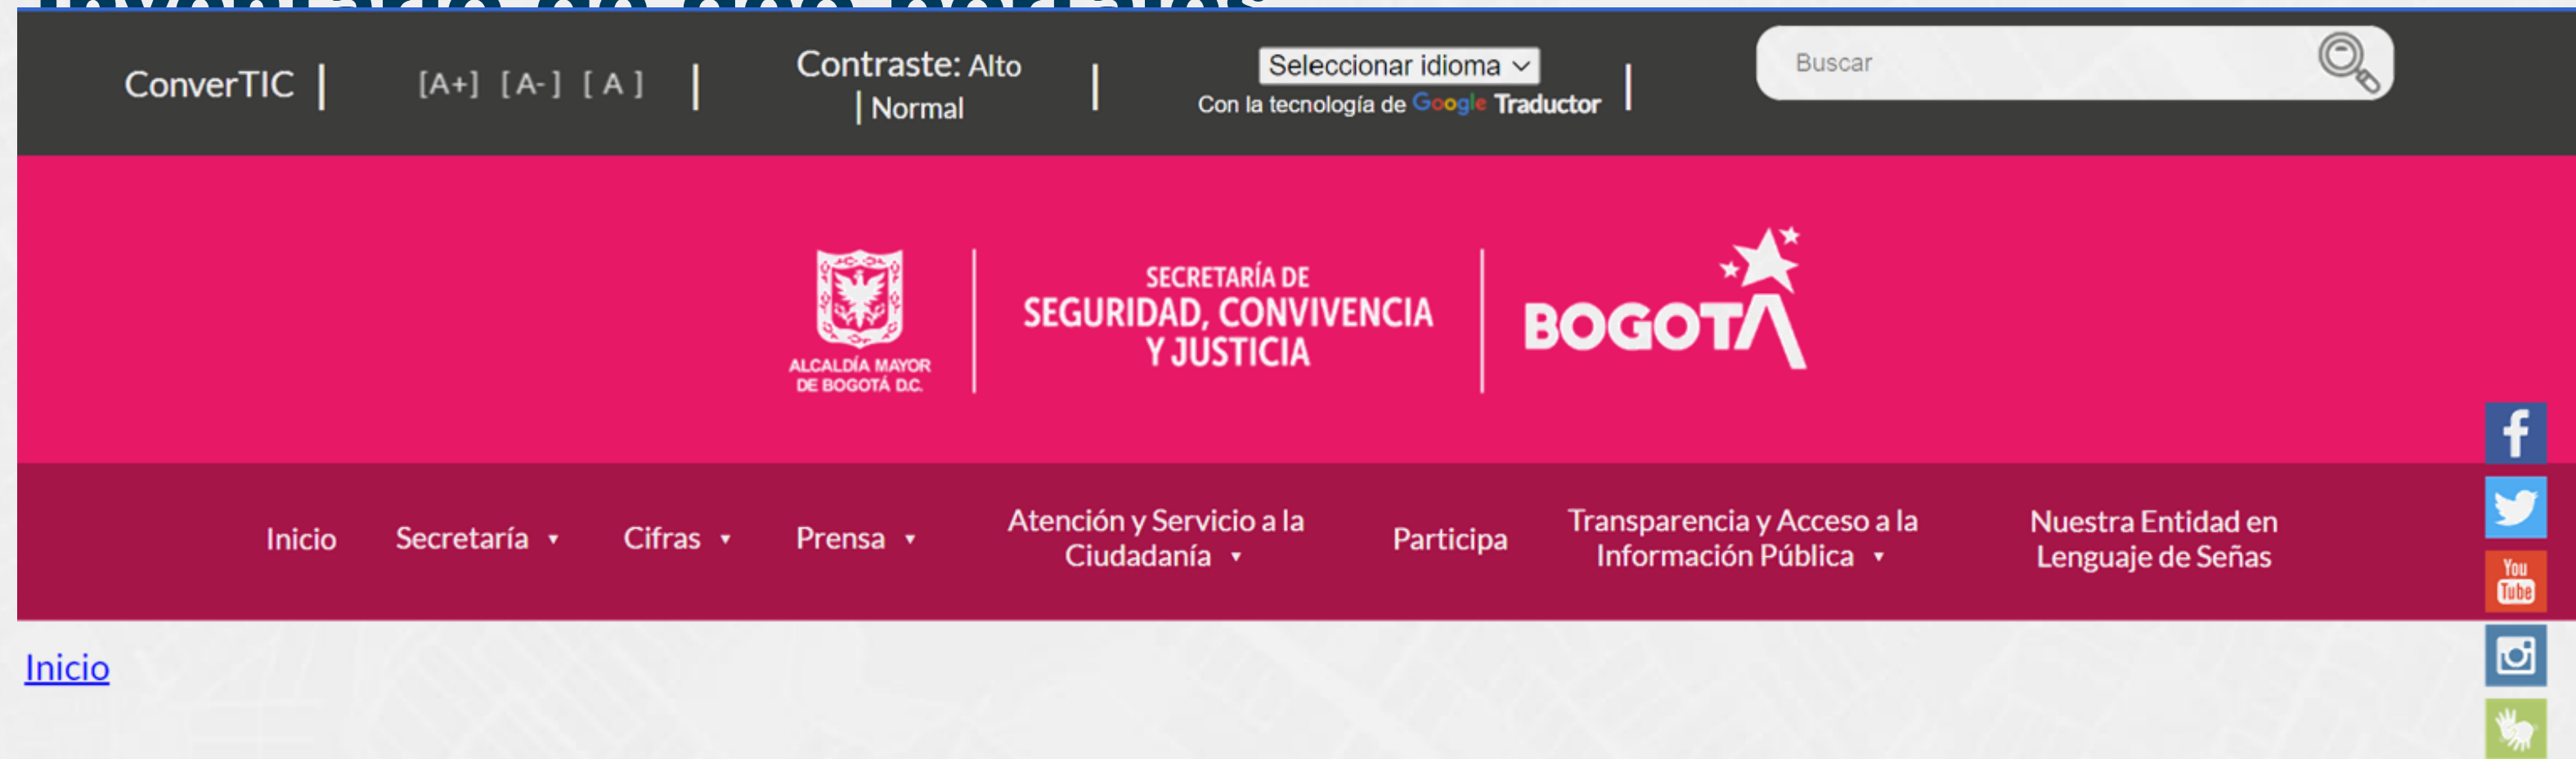 ConverTIC |
[A+] [A-] [ A ] |
Contraste: Alto
| Normal |
Seleccionar idioma
Con la tecnología de Google Traductor |
Buscar
ALCALDÍA MAYOR
DE BOGOTÁ D.C.
SECRETARÍA DE
SEGURIDAD, CONVIVENCIA
Y JUSTICIA
BOGOTÁ
Inicio
Secretaría
Cifras
Prensa
Atención y Servicio a la
Ciudadanía
Participa
Transparencia y Acceso a la
Información Pública
Nuestra Entidad en
Lenguaje de Señas
f
You
Tube
Inicio